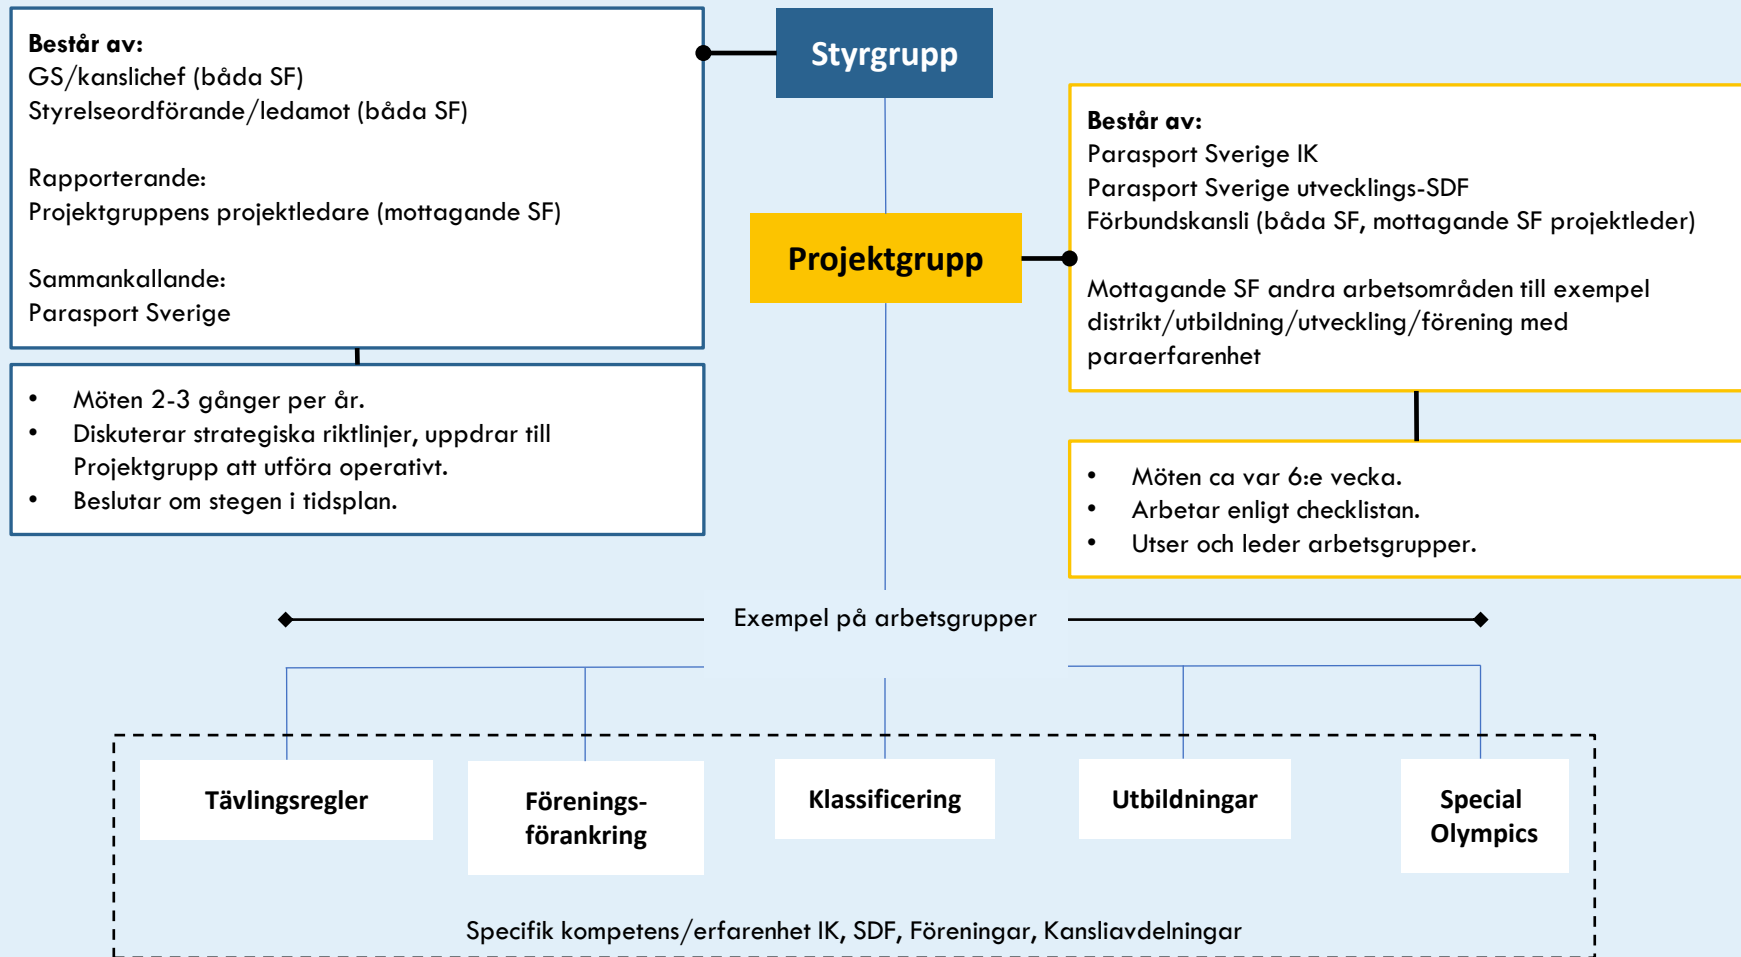 Styrgrupp
Består av:
GS/kanslichef (båda SF)
Styrelseordförande/ledamot (båda SF)
Rapporterande:
Projektgruppens projektledare (mottagande SF)
Sammankallande:
Parasport Sverige
• Möten 2-3 gånger per år.
• Diskuterar strategiska riktlinjer, uppdrar till
Projektgrupp att utföra operativt.
• Beslutar om stegen i tidsplan.
Projektgrupp
Består av:
Parasport Sverige IK
Parasport Sverige utvecklings-SDF
Förbundskansli (båda SF, mottagande SF projektleder)
Mottagande SF andra arbetsområden till exempel
distrikt/utbildning/utveckling/förening med
paraerfarenhet
• Möten ca var 6:e vecka.
• Arbetar enligt checklistan.
• Utser och leder arbetsgrupper.
Exempel på arbetsgrupper
Tävlingsregler
Förenings-
förankring
Klassificering
Utbildningar
Special
Olympics
Specifik kompetens/erfarenhet IK, SDF, Föreningar, Kansliavdelningar